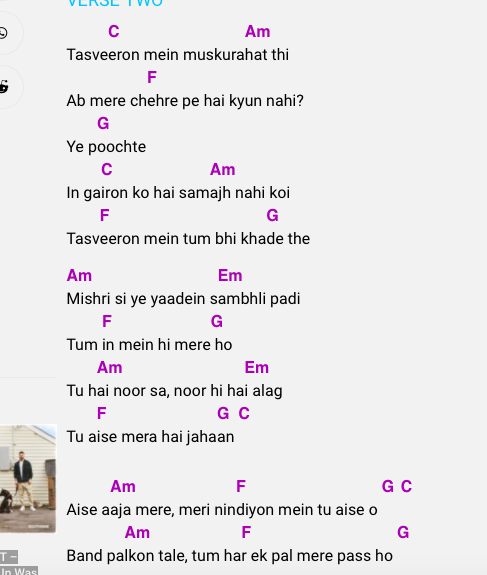 VERSE TWO
C Am
Tasveeron mein muskurahat thi
F
Ab mere chehre pe hai kyun nahi?
G
Ye poochte
C Am
In gairon ko hai samajh nahi koi
F G
Tasveeron mein tum bhi khade the
Am Em
Mishri si ye yaadein sambhli padi
F G
Tum in mein hi mere ho
Am Em
Tu hai noor sa, noor hi hai alag
F G C
Tu aise mera hai jahaan
Am F G C
Aise aaja mere, meri nindiyon mein tu aise o
Am F G
Band palkon tale, tum har ek pal mere pass ho
T –
In Was